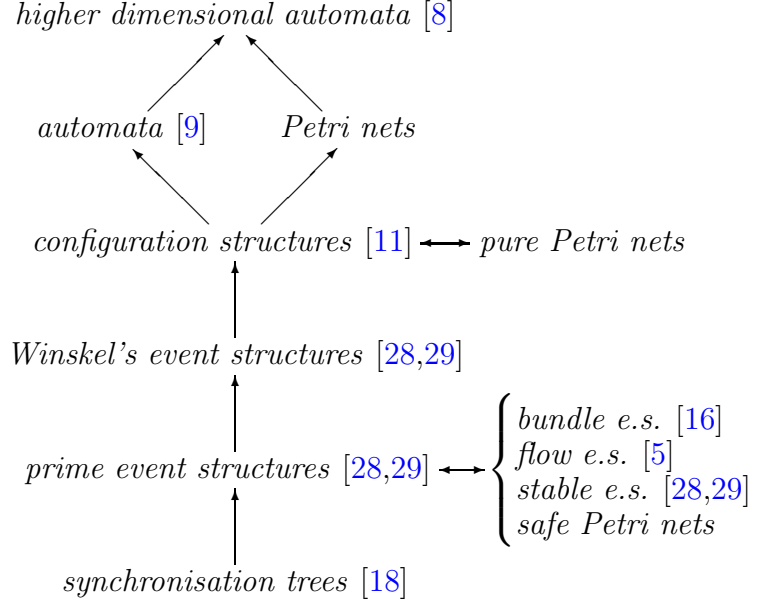 higher dimensional automata [8]
automata [9]
Petri nets
configuration structures [11]
pure Petri nets
Winskel's event structures [28,29]
bundle e.s. [16]
flow e.s. [5]
prime event structures [28,29]
stable e.s. [28,29]
safe Petri nets
synchronisation trees [18]